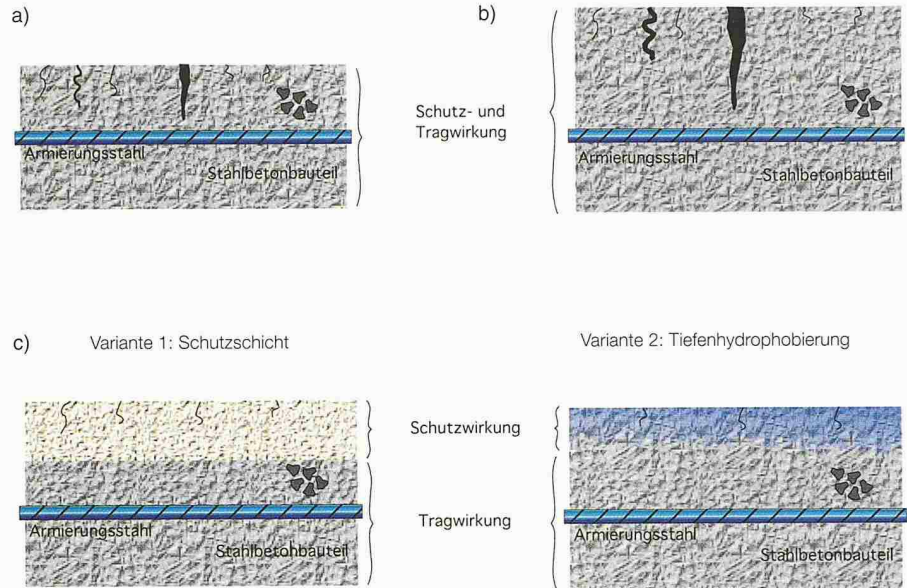 a)
b)
Schutz- und
Tragwirkung
Armierungsstahl
Stahlbetonbauteil
Armierungsstahl
Stahlbetonbauteil
c)
Variante 1: Schutzschicht
Variante 2: Tiefenhydrophobierung
Schutzwirkung
Tragwirkung
Armierungsstahl
Stahlbetonbauteil
Armierungsstahl
Stahlbetonbauteil